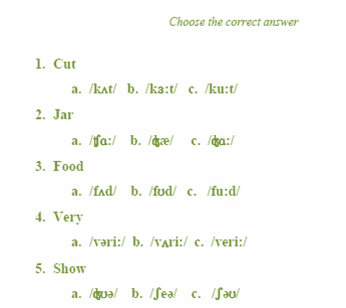 Choose the correct answer
1. Cut
a. /kʌt/ b. /kɜːt/ c. /kuːt/
2. Jar
a. /ʧɑː/ b. /ʤæ/ c. /ʤɑː/
3. Food
a. /fʌd/ b. /fʊd/ c. /fuːd/
4. Very
a. /vəriː/ b. /vʌriː/ c. /veriː/
5. Show
a. /ʤʊə/ b. /ʃeə/ c. /ʃəʊ/